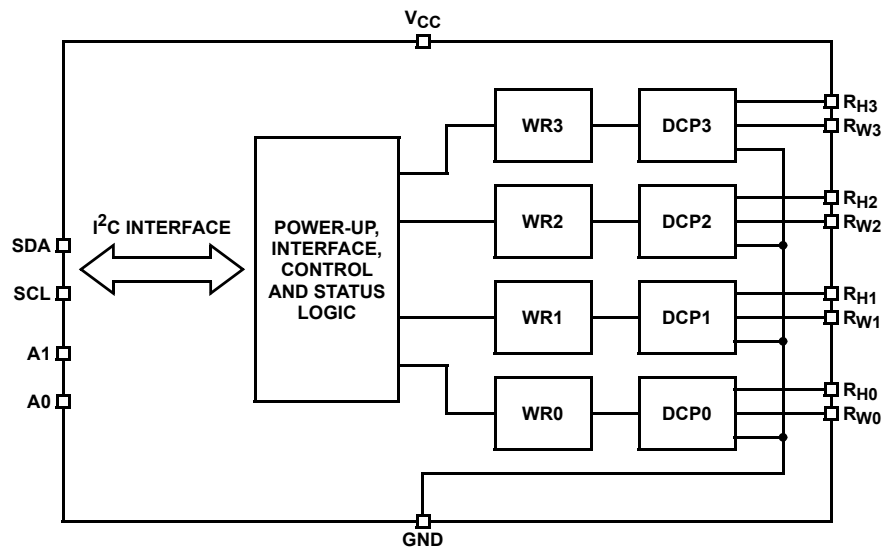 VCC
WR3
DCP3
RH3
RW3
WR2
DCP2
RH2
RW2
I2C INTERFACE
SDA
SCL
A1
A0
POWER-UP,
INTERFACE,
CONTROL
AND STATUS
LOGIC
WR1
DCP1
RH1
RW1
WR0
DCP0
RH0
RW0
GND